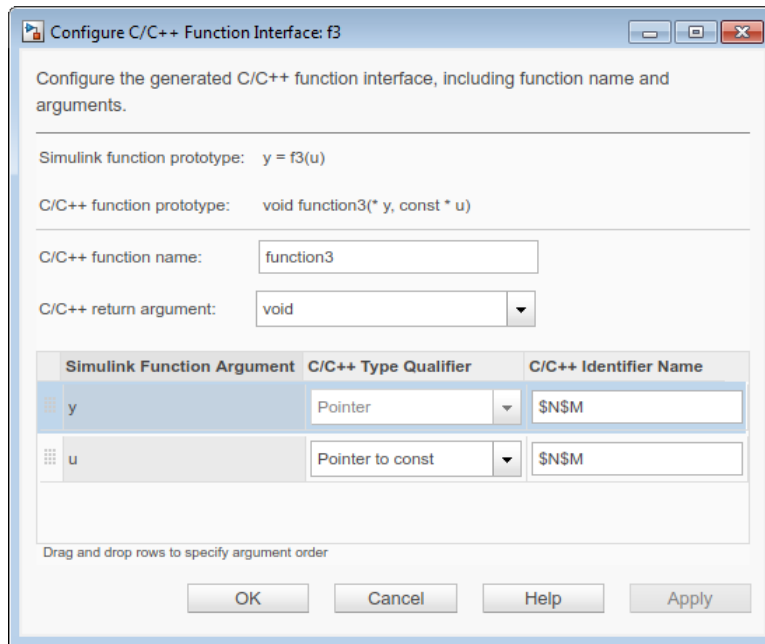 Configure C/C++ Function Interface: f3
Configure the generated C/C++ function interface, including function name and
arguments.
Simulink function prototype: y = f3(u)
C/C++ function prototype: void function3(* y, const * u)
C/C++ function name: function3
C/C++ return argument: void
Simulink Function Argument C/C++ Type Qualifier C/C++ Identifier Name
y Pointer $N$M
u Pointer to const $N$M
Drag and drop rows to specify argument order
OK Cancel Help Apply